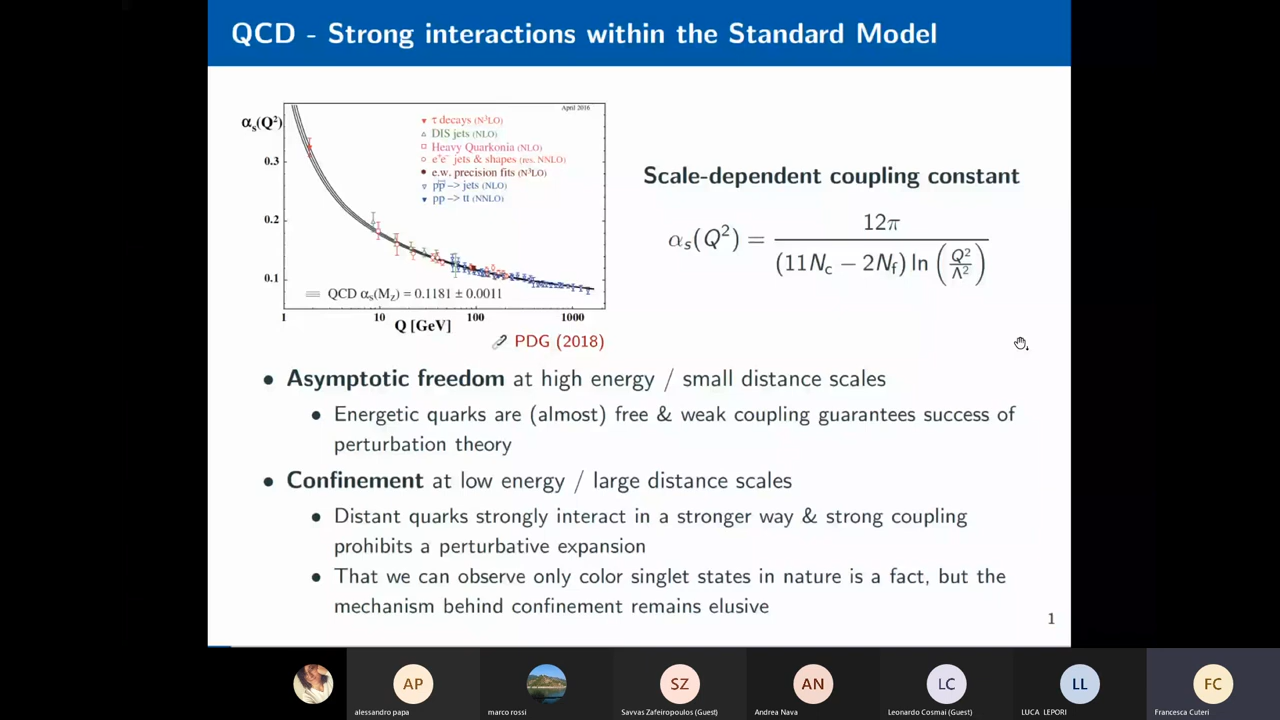 QCD - Strong interactions within the Standard Model
April 2016
αs(Q²)
τ decays (N³LO)
DIS jets (NLO)
Heavy Quarkonia (NLO)
e⁺e⁻ jets & shapes (res. NNLO)
e.w. precision fits (N³LO)
pp̅ –> jets (NLO)
pp –> tt (NNLO)
0.3
0.2
0.1
QCD αs(Mz) = 0.1181 ± 0.0011
1 10 100 1000
Q [GeV]
PDG (2018)
Scale-dependent coupling constant
αs(Q²) = 12π / (11Nc − 2Nf) ln (Q²/Λ²)
• Asymptotic freedom at high energy / small distance scales
• Energetic quarks are (almost) free & weak coupling guarantees success of
perturbation theory
• Confinement at low energy / large distance scales
• Distant quarks strongly interact in a stronger way & strong coupling
prohibits a perturbative expansion
• That we can observe only color singlet states in nature is a fact, but the
mechanism behind confinement remains elusive
1
AP
SZ
AN
LC
LL
FC
alessandro papa
marco rossi
Savvas Zafeiropoulos (Guest)
Andrea Nava
Leonardo Cosmai (Guest)
LUCA LEPORI
Francesca Cuteri